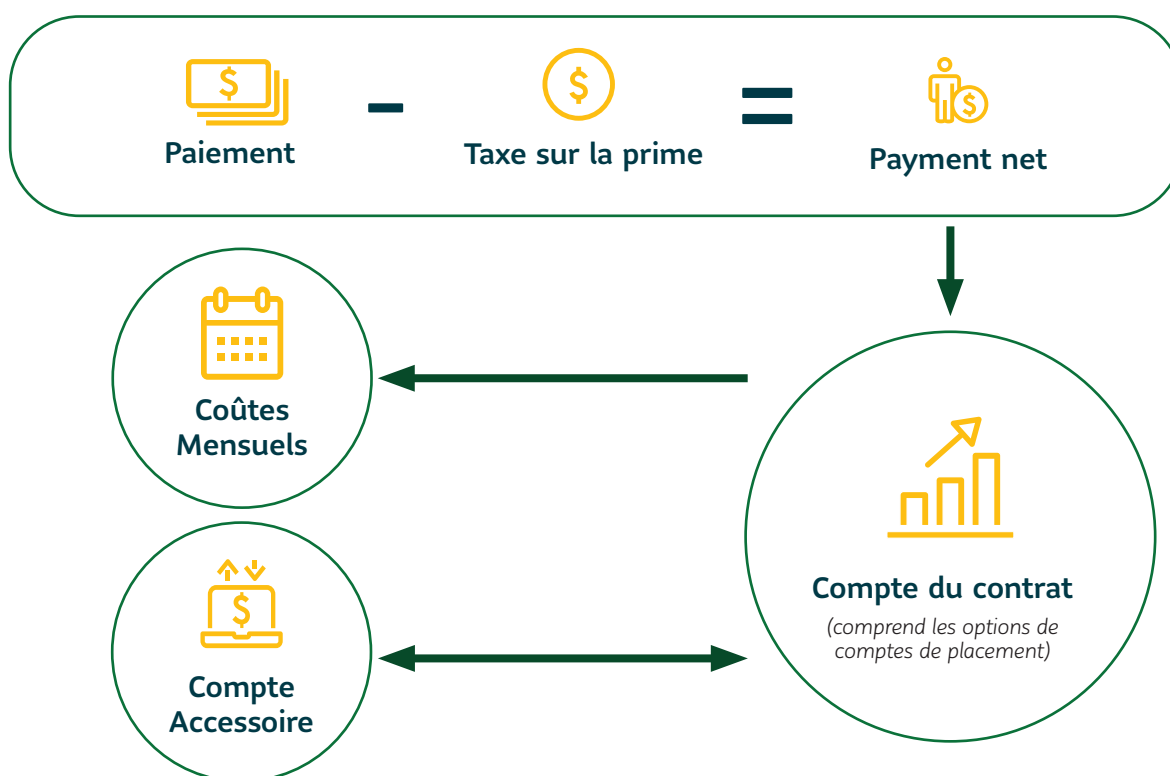 Paiement
Taxe sur la prime
Payment net
Coûtes
Mensuels
Compte du contrat
(comprend les options de
comptes de placement)
Compte
Accessoire